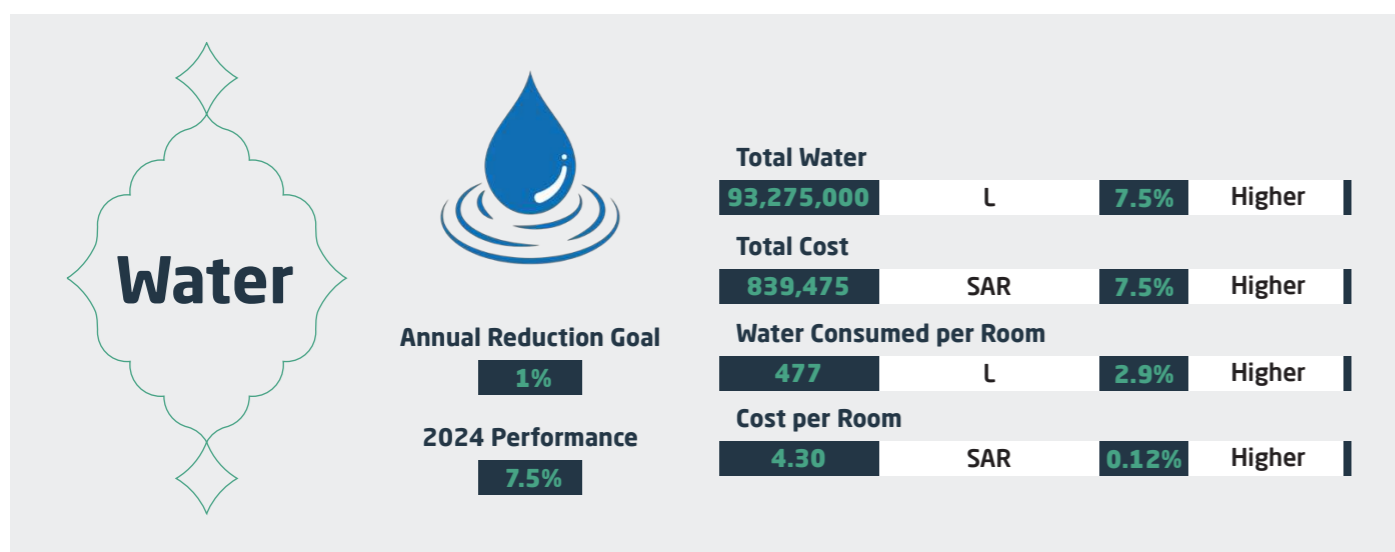 Water
Annual Reduction Goal
1%
2024 Performance
7.5%
Total Water
93,275,000 L 7.5% Higher
Total Cost
839,475 SAR 7.5% Higher
Water Consumed per Room
477 L 2.9% Higher
Cost per Room
4.30 SAR 0.12% Higher